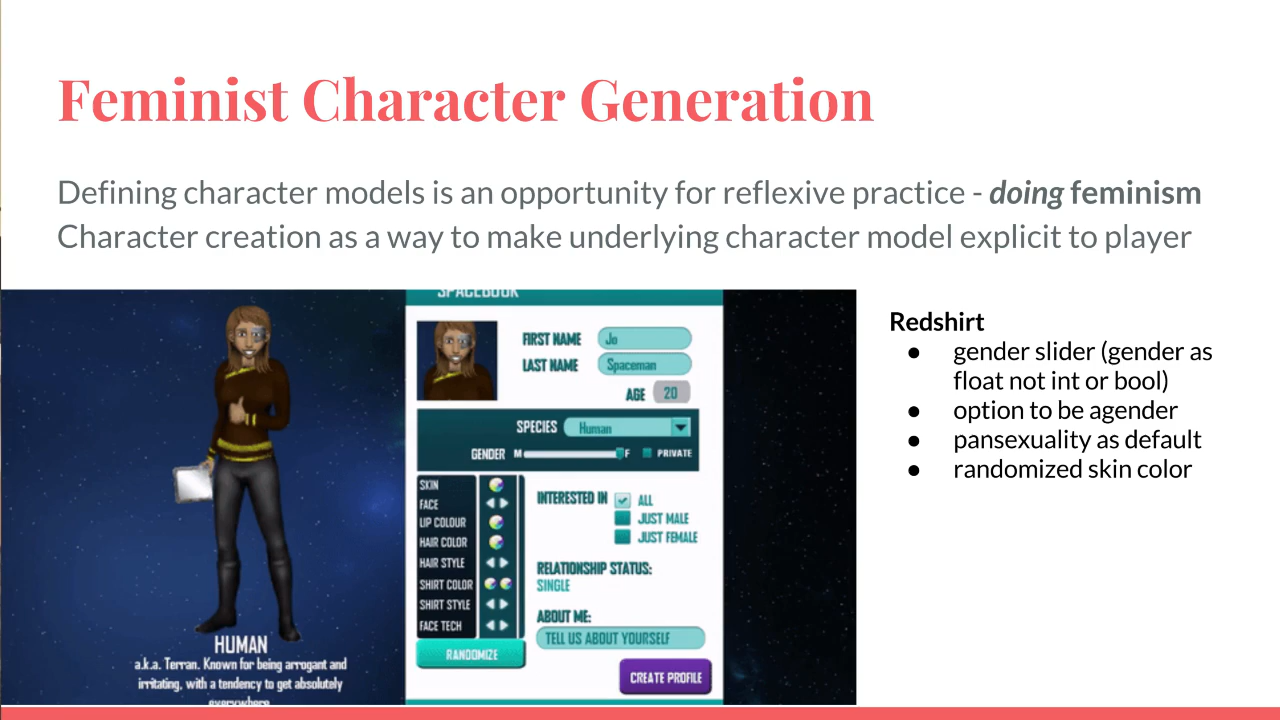 Feminist Character Generation
Defining character models is an opportunity for reflexive practice - doing feminism
Character creation as a way to make underlying character model explicit to player
SPACEBOOK
FIRST NAME Jo
LAST NAME Spaceman
AGE 20
SPECIES Human
GENDER M F PRIVATE
SKIN
FACE
LIP COLOUR
HAIR COLOR
HAIR STYLE
SHIRT COLOR
SHIRT STYLE
FACE TECH
RANDOMIZE
INTERESTED IN ALL
JUST MALE
JUST FEMALE
RELATIONSHIP STATUS:
SINGLE
ABOUT ME:
TELL US ABOUT YOURSELF
CREATE PROFILE
HUMAN
a.k.a. Terran. Known for being arrogant and
irritating, with a tendency to get absolutely
everywhere
Redshirt
● gender slider (gender as
float not int or bool)
● option to be agender
● pansexuality as default
● randomized skin color